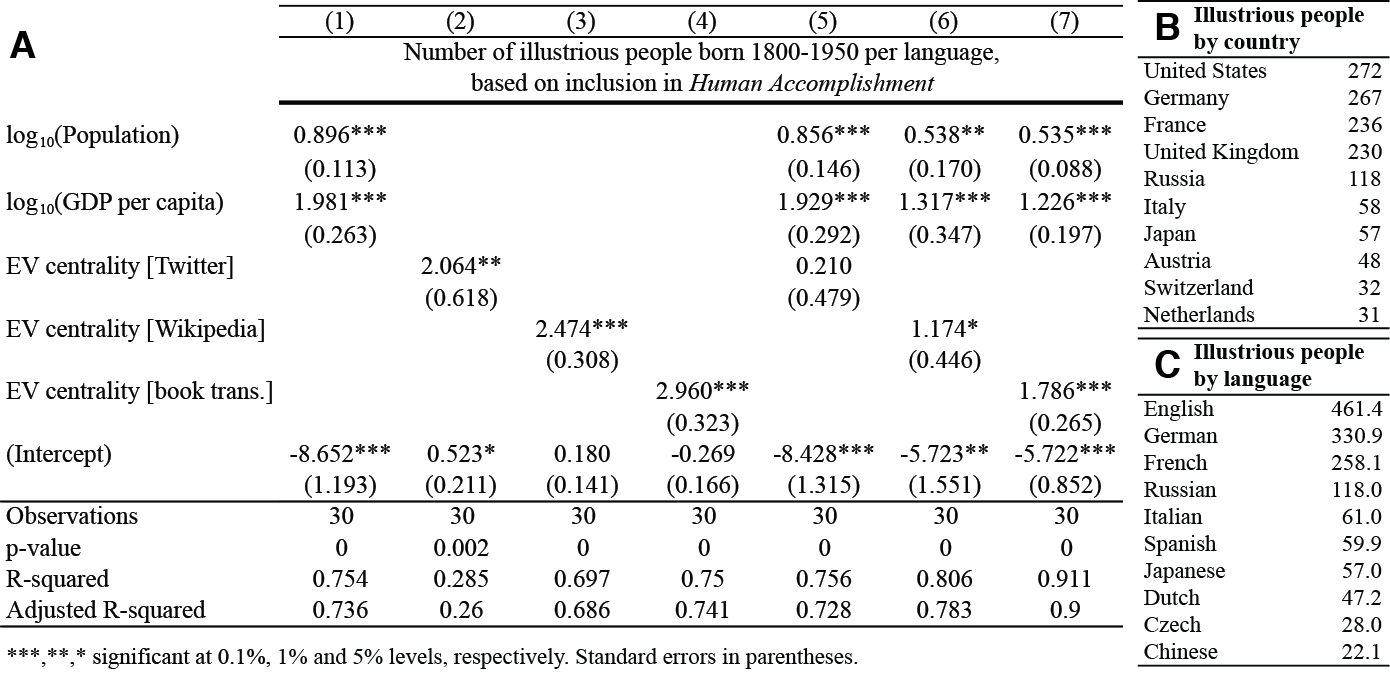 A
(1) (2) (3) (4) (5) (6) (7)
Number of illustrious people born 1800-1950 per language,
based on inclusion in Human Accomplishment
log10(Population) 0.896*** 0.856*** 0.538** 0.535***
(0.113) (0.146) (0.170) (0.088)
log10(GDP per capita) 1.981*** 1.929*** 1.317*** 1.226***
(0.263) (0.292) (0.347) (0.197)
EV centrality [Twitter] 2.064** 0.210
(0.618) (0.479)
EV centrality [Wikipedia] 2.474*** 1.174*
(0.308) (0.446)
EV centrality [book trans.] 2.960*** 1.786***
(0.323) (0.265)
(Intercept) -8.652*** 0.523* 0.180 -0.269 -8.428*** -5.723** -5.722***
(1.193) (0.211) (0.141) (0.166) (1.315) (1.551) (0.852)
Observations 30 30 30 30 30 30 30
p-value 0 0.002 0 0 0 0 0
R-squared 0.754 0.285 0.697 0.75 0.756 0.806 0.911
Adjusted R-squared 0.736 0.26 0.686 0.741 0.728 0.783 0.9
***,**,* significant at 0.1%, 1% and 5% levels, respectively. Standard errors in parentheses.
B Illustrious people
by country
United States 272
Germany 267
France 236
United Kingdom 230
Russia 118
Italy 58
Japan 57
Austria 48
Switzerland 32
Netherlands 31
C Illustrious people
by language
English 461.4
German 330.9
French 258.1
Russian 118.0
Italian 61.0
Spanish 59.9
Japanese 57.0
Dutch 47.2
Czech 28.0
Chinese 22.1